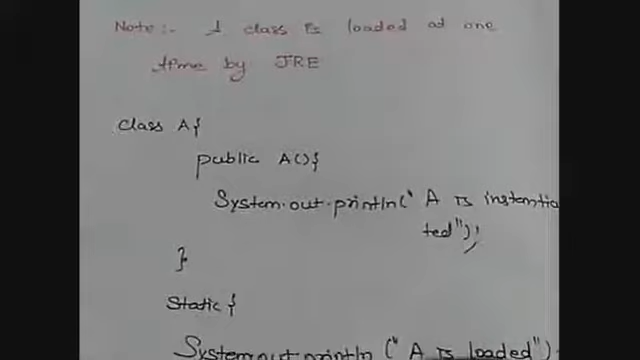 Note:- A class is loaded at one
time by JRE
class A{
public A(){
System.out.println(" A is instantia
ted");
}
Static {
System.out.println (" A is loaded");